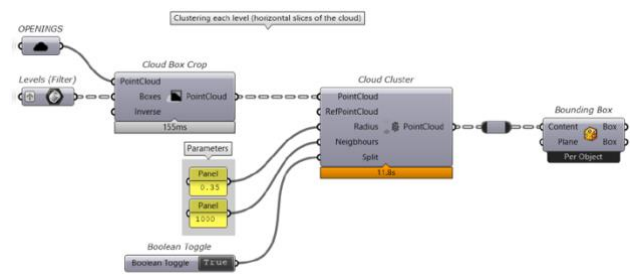 Clustering each level (horizontal slices of the cloud)
OPENINGS
Levels (Filter)
Cloud Box Crop
PointCloud
Boxes
PointCloud
Inverse
155ms
Parameters
Panel
0.35
Panel
1000
Boolean Toggle
Boolean Toggle
True
Cloud Cluster
PointCloud
RefPointCloud
Radius
PointCloud
Neigbhours
Split
11.8s
Bounding Box
Content
Box
Plane
Box
Per Object